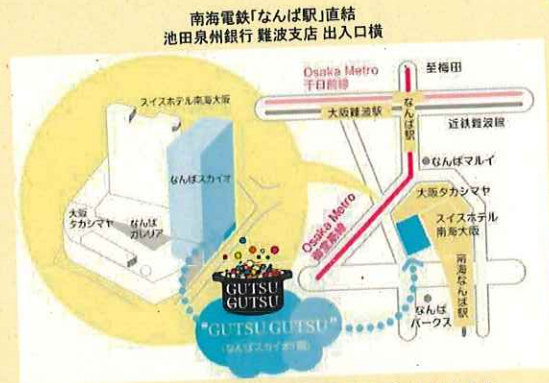 南海電鉄「なんば駅」直結
池田泉州銀行 難波支店 出入口横
スイスホテル南海大阪
なんばスカイオ
大阪
タカシマヤ
なんば
ガレリア
GUTSU
GUTSU
"GUTSU GUTSU"
(なんばスカイオ1階)
Osaka Metro
千日前線
至梅田
なんば駅
大阪難波駅
近鉄難波線
なんばマルイ
大阪タカシマヤ
スイスホテル
南海大阪
Osaka Metro
御堂筋線
南海なんば駅
なんば
パークス